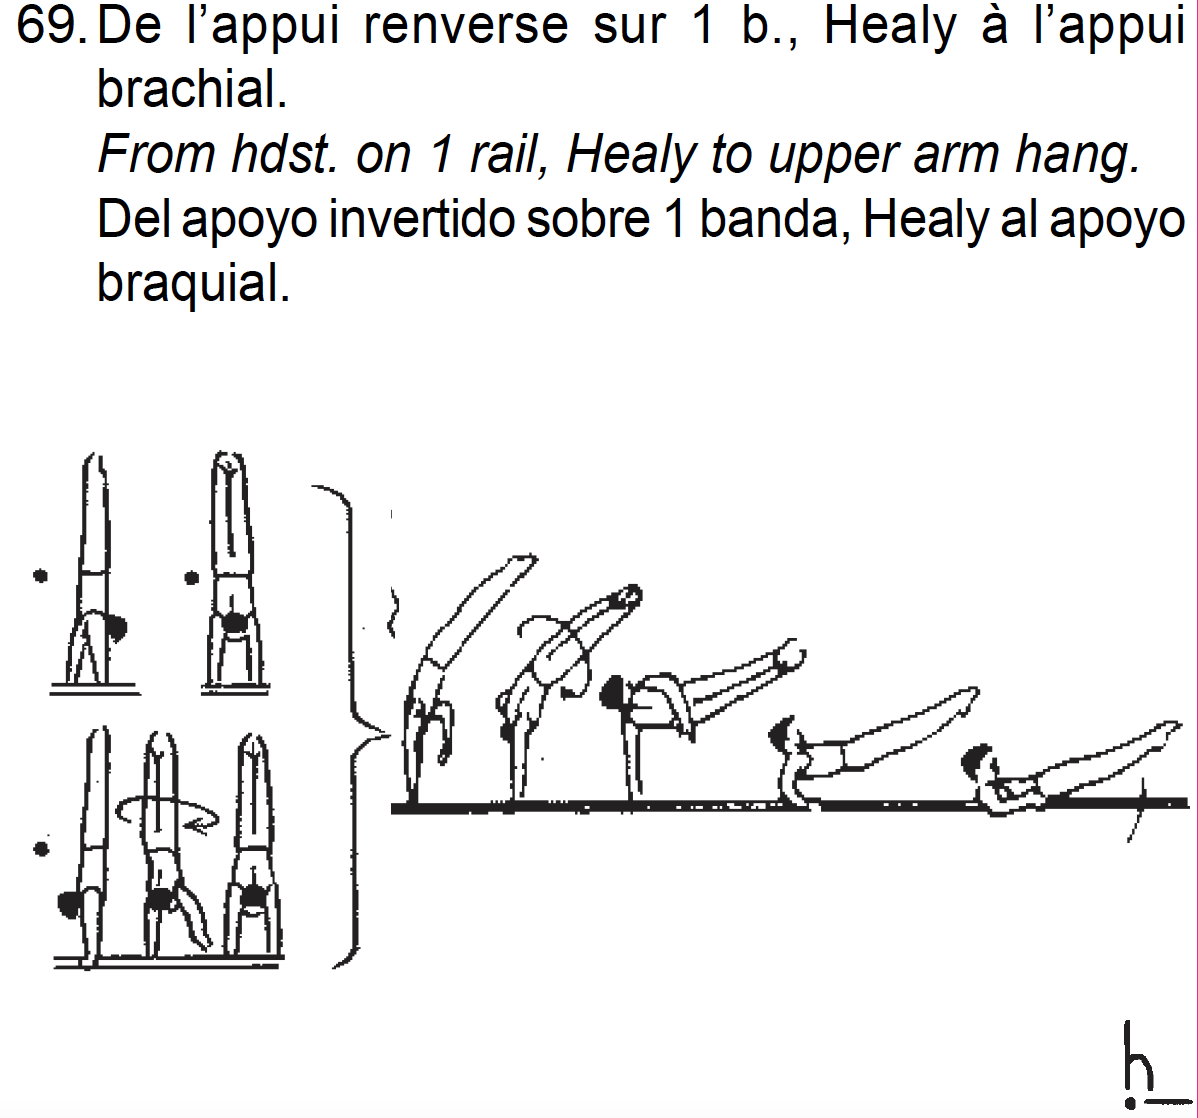 69. De l’appui renverse sur 1 b., Healy à l’appui
brachial.
From hdst. on 1 rail, Healy to upper arm hang.
Del apoyo invertido sobre 1 banda, Healy al apoyo
braquial.